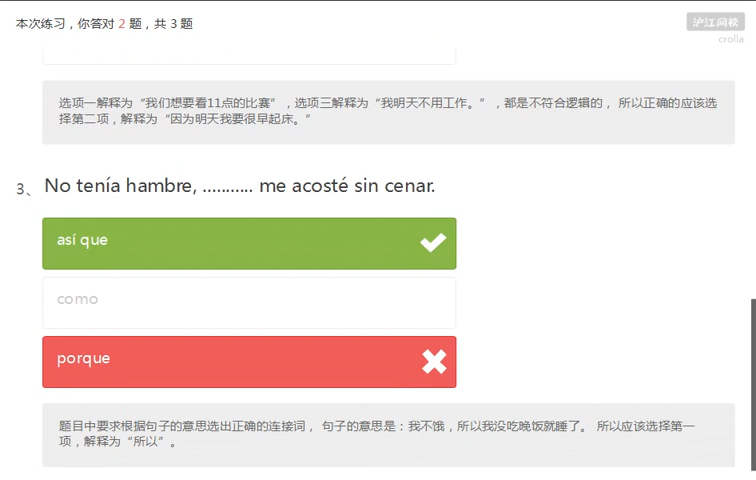 本次练习，你答对 2 题，共 3 题
沪江网校
crolla
选项一解释为“我们想要看11点的比赛”，选项三解释为“我明天不用工作。”，都是不符合逻辑的， 所以正确的应该选
择第二项，解释为“因为明天我要很早起床。”
3、 No tenía hambre, ........... me acosté sin cenar.
así que
como
porque
题目中要求根据句子的意思选出正确的连接词， 句子的意思是：我不饿，所以我没吃晚饭就睡了。 所以应该选择第一
项，解释为“所以”。